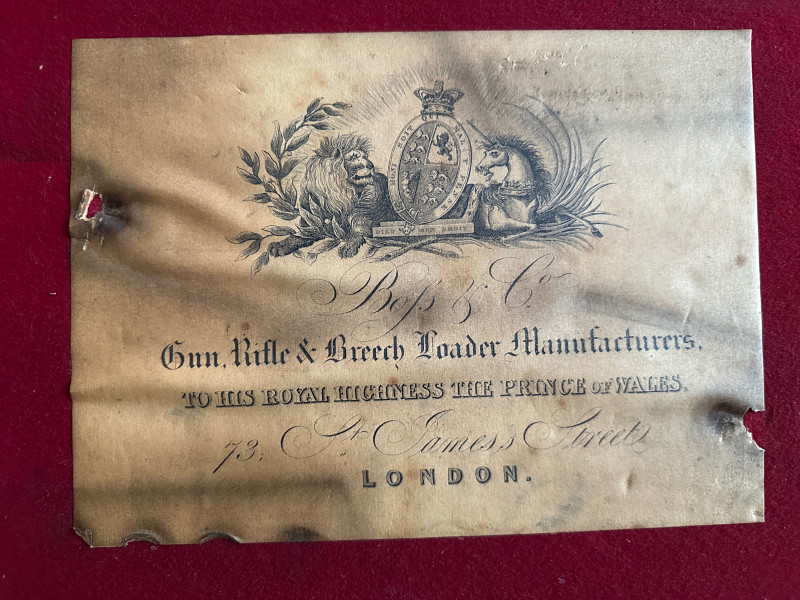 HONI SOIT QUI MAL Y PENSE
DIEU ET MON DROIT
Boſs & Co
Gun, Rifle & Breech Loader Manufacturers,
TO HIS ROYAL HIGHNESS THE PRINCE OF WALES.
73, St. James's Street
LONDON.